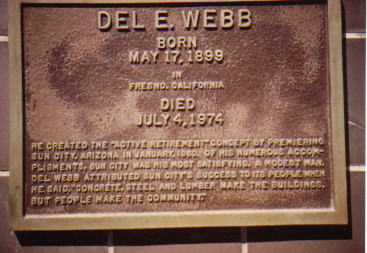 DEL E. WEBB
BORN
MAY 17, 1899
IN
FRESNO, CALIFORNIA
DIED
JULY 4, 1974
HE CREATED THE "ACTIVE RETIREMENT" CONCEPT BY PREMIERING
SUN CITY, ARIZONA IN JANUARY, 1960. OF HIS NUMEROUS ACCOM-
PLISHMENTS, SUN CITY WAS HIS MOST SATISFYING. A MODEST MAN,
DEL WEBB ATTRIBUTED SUN CITY'S SUCCESS TO ITS PEOPLE WHEN
HE SAID, "CONCRETE, STEEL AND LUMBER MAKE THE BUILDINGS,
BUT PEOPLE MAKE THE COMMUNITY."